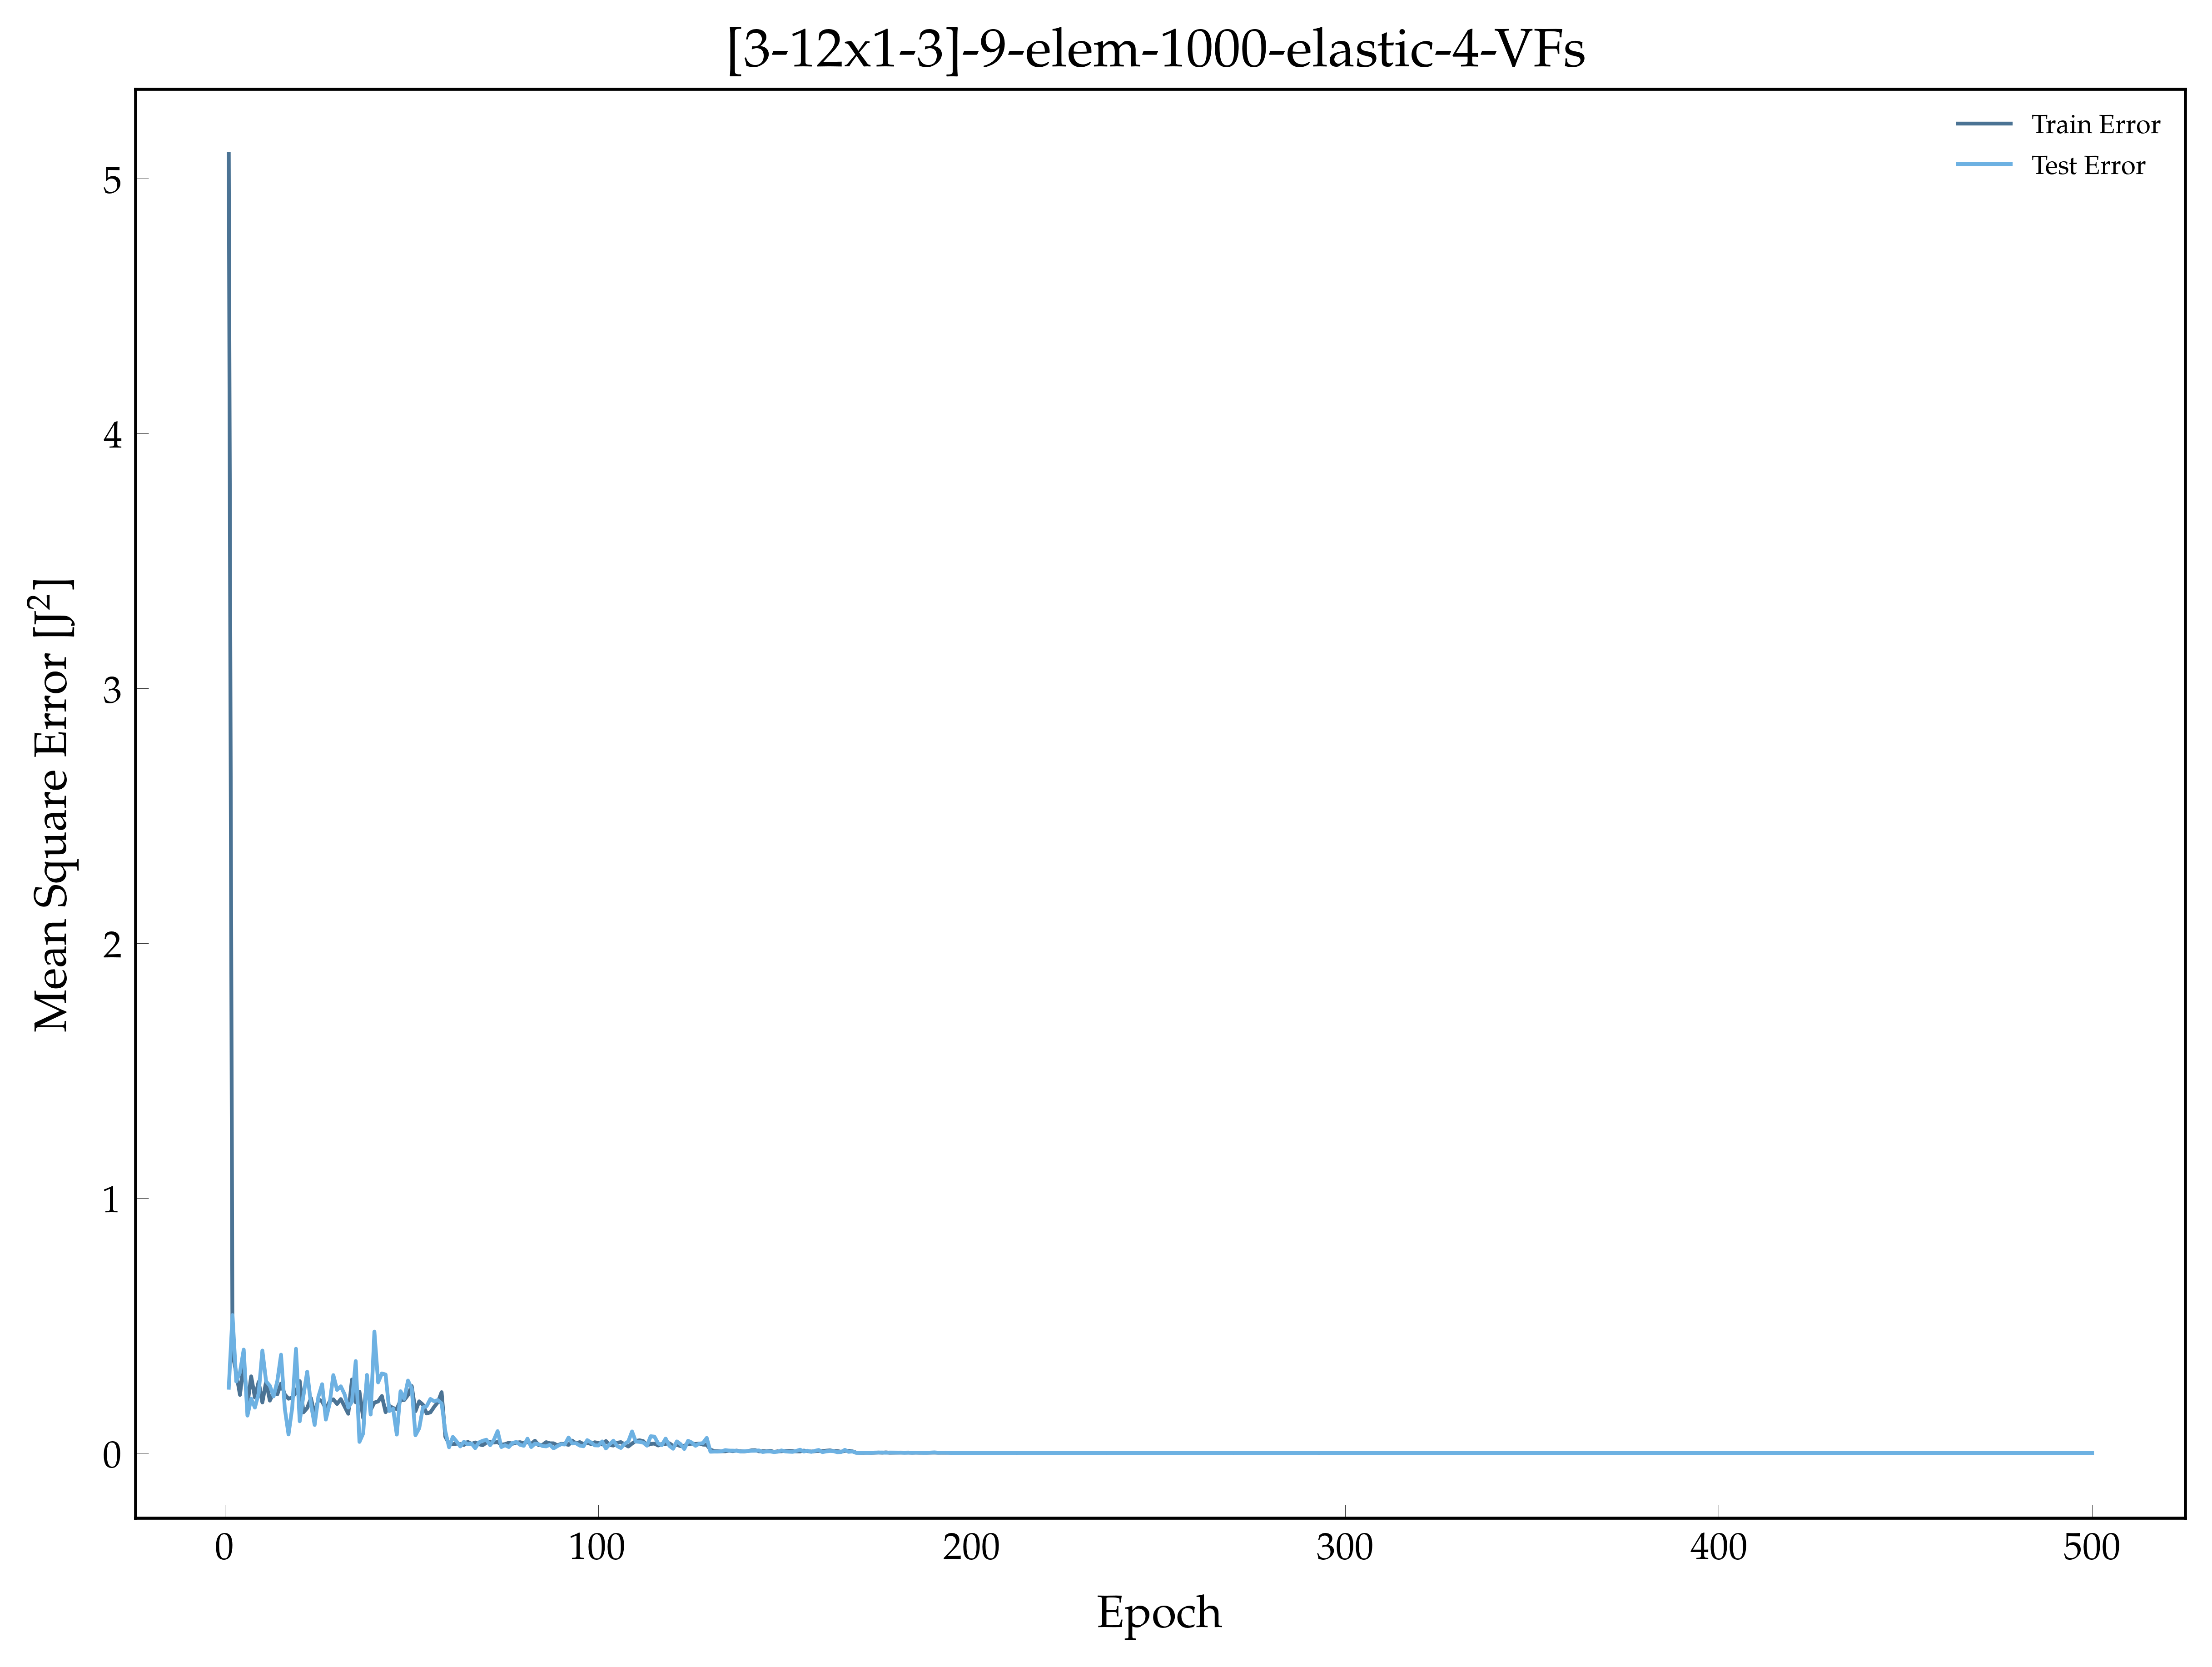 [3-12x1-3]-9-elem-1000-elastic-4-VFs
Train Error
Test Error
5
4
3
2
1
0
Mean Square Error [J²]
0 100 200 300 400 500
Epoch